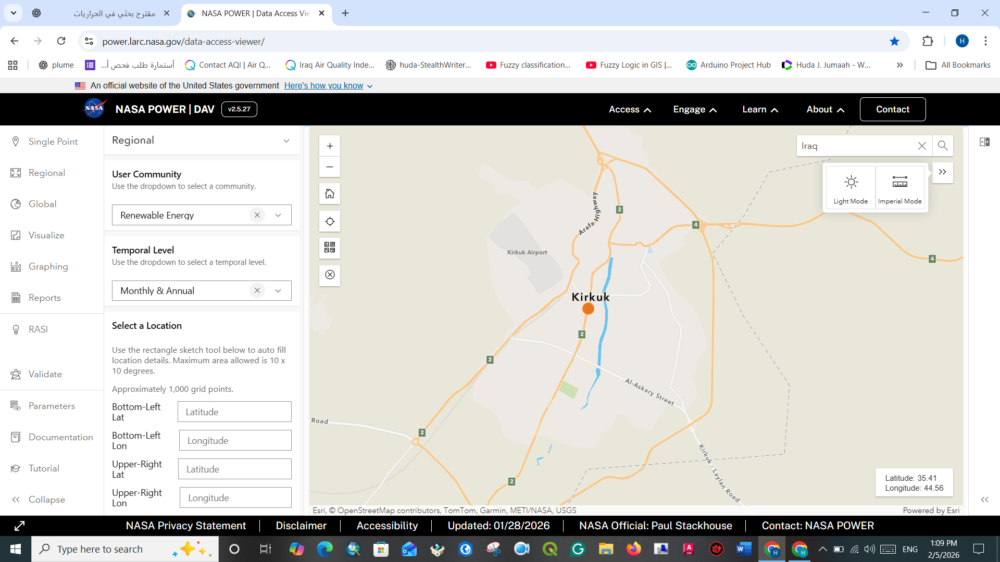 مقترح بحثي في الحراريات
NASA POWER | Data Access Vie
power.larc.nasa.gov/data-access-viewer/
H
plume
أستمارة طلب فحص أ...
Contact AQI | Air Q...
Iraq Air Quality Inde...
huda-StealthWriter...
Fuzzy classification...
Fuzzy Logic in GIS |...
Arduino Project Hub
Huda J. Jumaah - W...
All Bookmarks
An official website of the United States government Here's how you know
NASA
NASA POWER | DAV
v2.5.27
Access
Engage
Learn
About
Contact
Single Point
Regional
Global
Visualize
Graphing
Reports
RASI
Validate
Parameters
Documentation
Tutorial
Collapse
Regional
User Community
Use the dropdown to select a community.
Renewable Energy
Temporal Level
Use the dropdown to select a temporal level.
Monthly & Annual
Select a Location
Use the rectangle sketch tool below to auto fill
location details. Maximum area allowed is 10 x
10 degrees.
Approximately 1,000 grid points.
Bottom-Left
Lat
Latitude
Bottom-Left
Lon
Longitude
Upper-Right
Lat
Latitude
Upper-Right
Lon
Longitude
Iraq
Light Mode
Imperial Mode
Arafa Highway
2
4
4
Kirkuk Airport
Kirkuk
2
2
Al-Askary Street
Road
2
Kirkuk - Laylan Road
2
Latitude: 35.41
Longitude: 44.56
Esri, © OpenStreetMap contributors, TomTom, Garmin, METI/NASA, USGS
Powered by Esri
NASA Privacy Statement
Disclaimer
Accessibility
Updated: 01/28/2026
NASA Official: Paul Stackhouse
Contact: NASA POWER
Type here to search
ENG
1:09 PM
2/5/2026